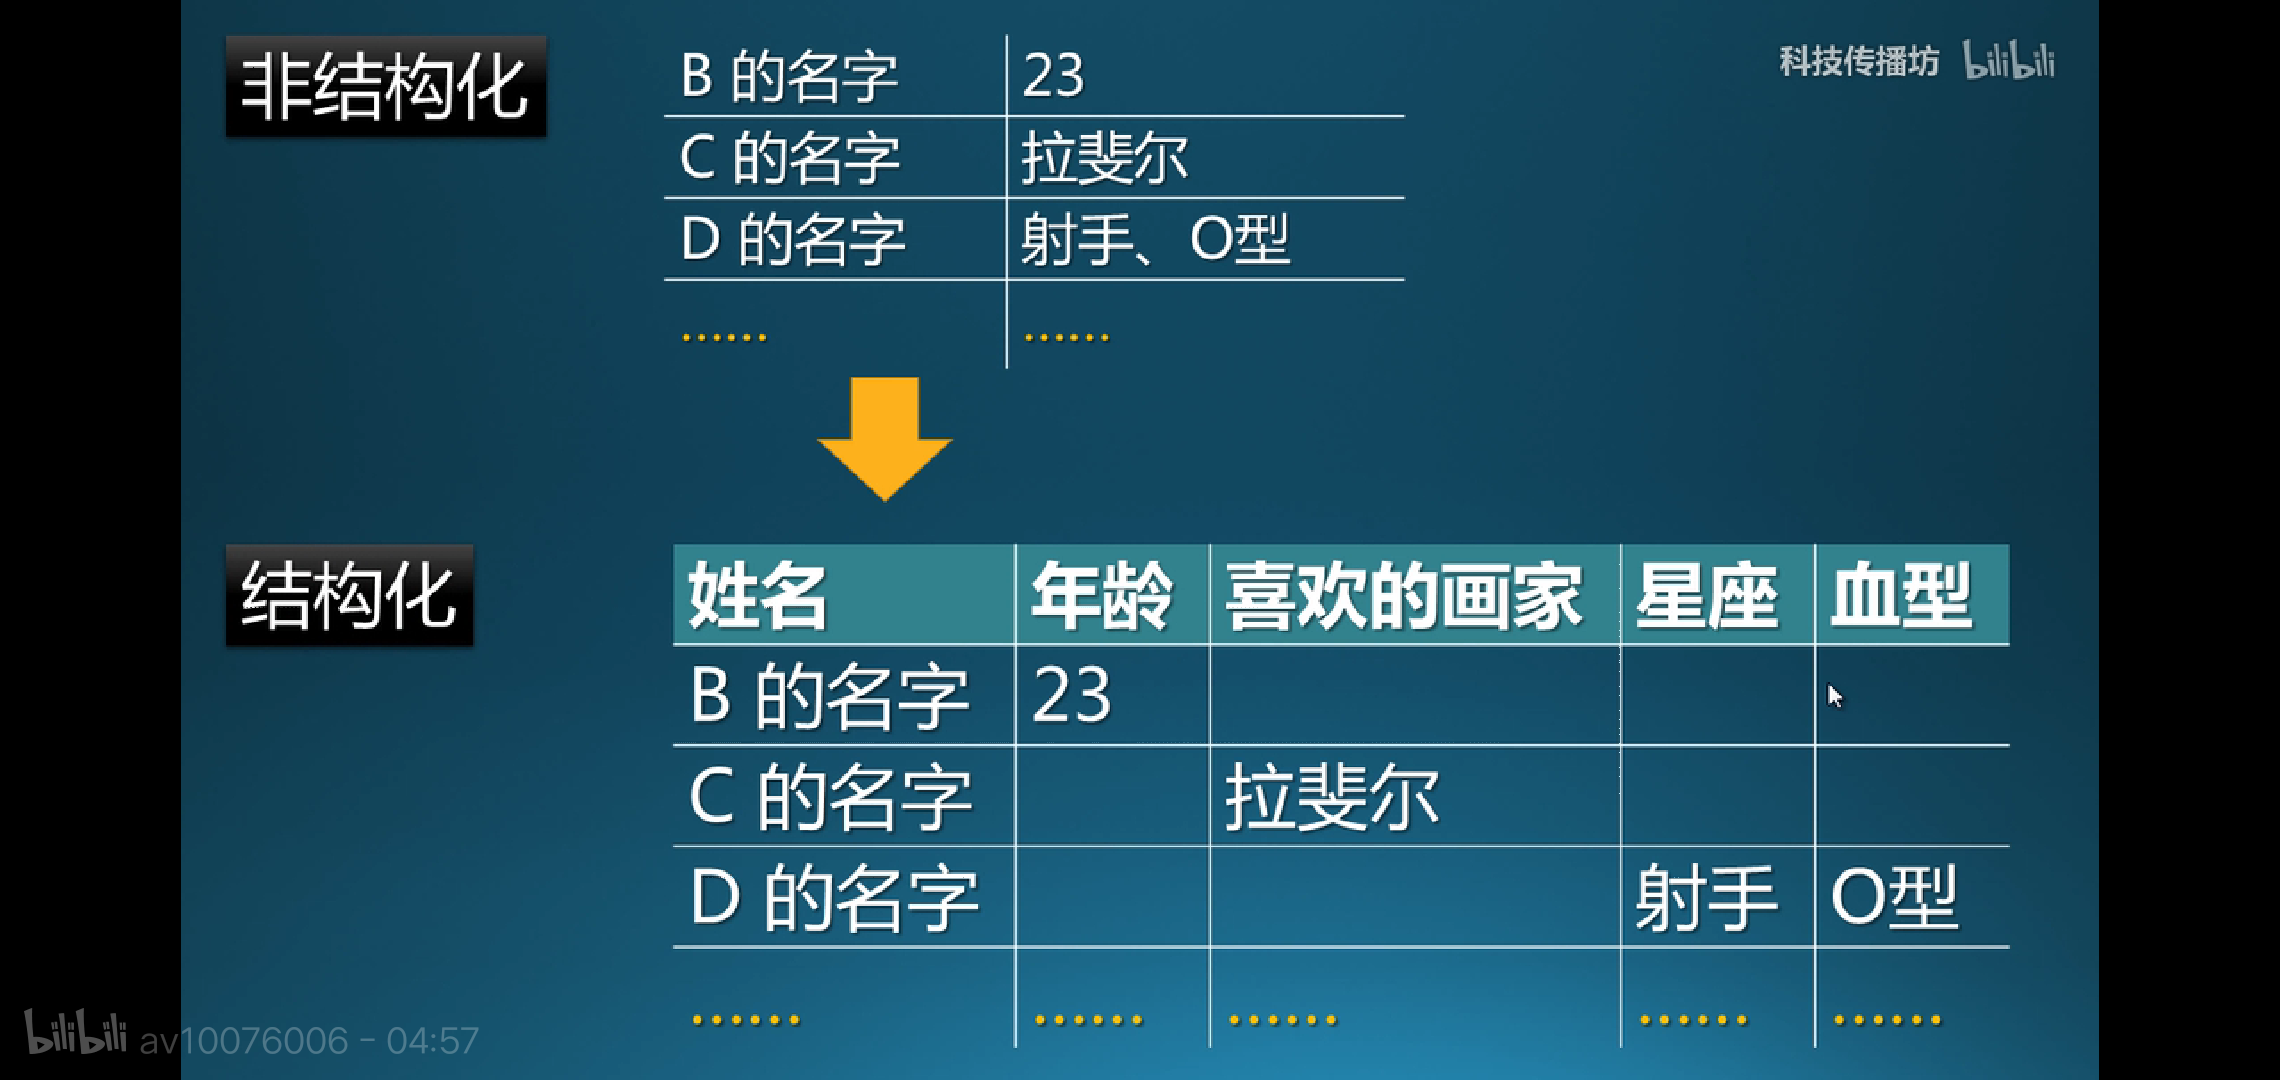 非结构化
B 的名字 23
C 的名字 拉斐尔
D 的名字 射手、O型
…… ……
科技传播坊 bilibili
结构化
姓名 年龄 喜欢的画家 星座 血型
B 的名字 23
C 的名字 拉斐尔
D 的名字 射手 O型
…… …… …… …… ……
bilibili av10076006 - 04:57